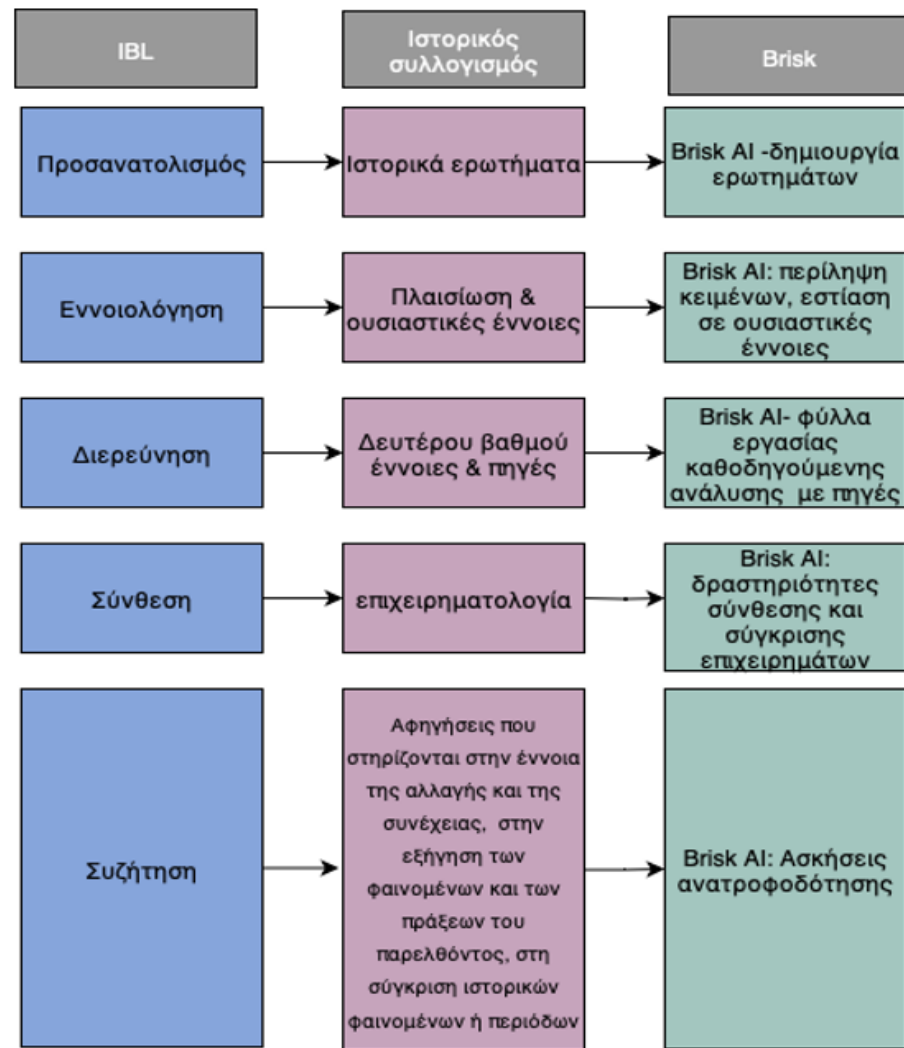 IBL
Ιστορικός
συλλογισμός
Brisk
Προσανατολισμός
Ιστορικά ερωτήματα
Brisk AI -δημιουργία
ερωτημάτων
Εννοιολόγηση
Πλαισίωση &
ουσιαστικές έννοιες
Brisk AI: περίληψη
κειμένων, εστίαση
σε ουσιαστικές
έννοιες
Διερεύνηση
Δευτέρου βαθμού
έννοιες & πηγές
Brisk AI- φύλλα
εργασίας
καθοδηγούμενης
ανάλυσης με πηγές
Σύνθεση
επιχειρηματολογία
Brisk AI:
δραστηριότητες
σύνθεσης και
σύγκρισης
επιχειρημάτων
Συζήτηση
Αφηγήσεις που
στηρίζονται στην έννοια
της αλλαγής και της
συνέχειας, στην
εξήγηση των
φαινομένων και των
πράξεων του
παρελθόντος, στη
σύγκριση ιστορικών
φαινομένων ή περιόδων
Brisk AI: Ασκήσεις
ανατροφοδότησης